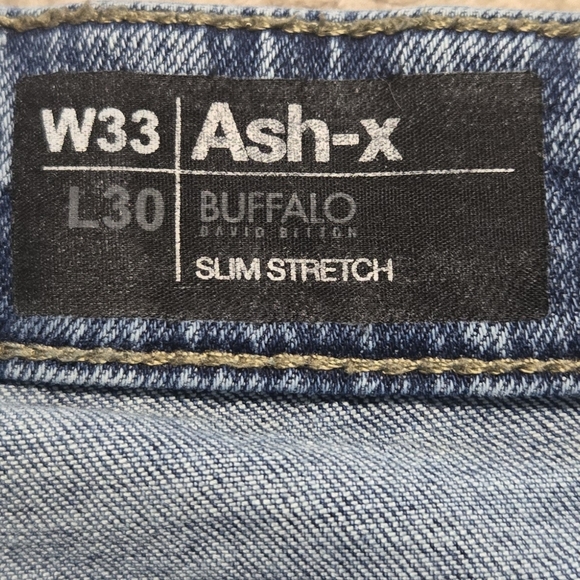 W33 Ash-x
L30 BUFFALO
DAVID BITTON
SLIM STRETCH